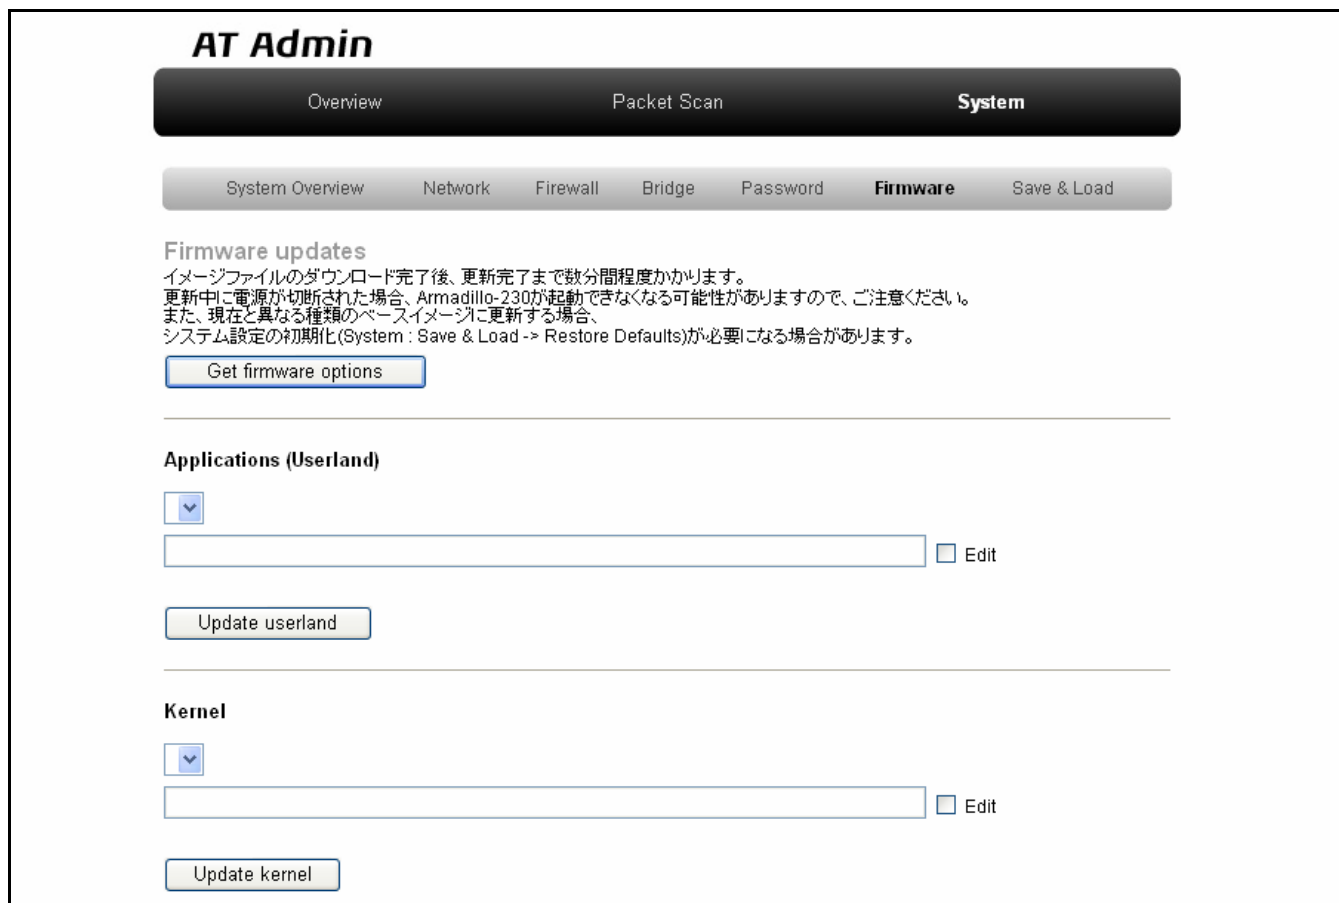 AT Admin
Overview Packet Scan System
System Overview Network Firewall Bridge Password Firmware Save & Load
Firmware updates
イメージファイルのダウンロード完了後、更新完了まで数分間程度かかります。
更新中に電源が切断された場合、Armadillo-230が起動できなくなる可能性がありますので、ご注意ください。
また、現在と異なる種類のベースイメージに更新する場合、
システム設定の初期化(System : Save & Load -> Restore Defaults)が必要になる場合があります。
Get firmware options
Applications (Userland)
Edit
Update userland
Kernel
Edit
Update kernel